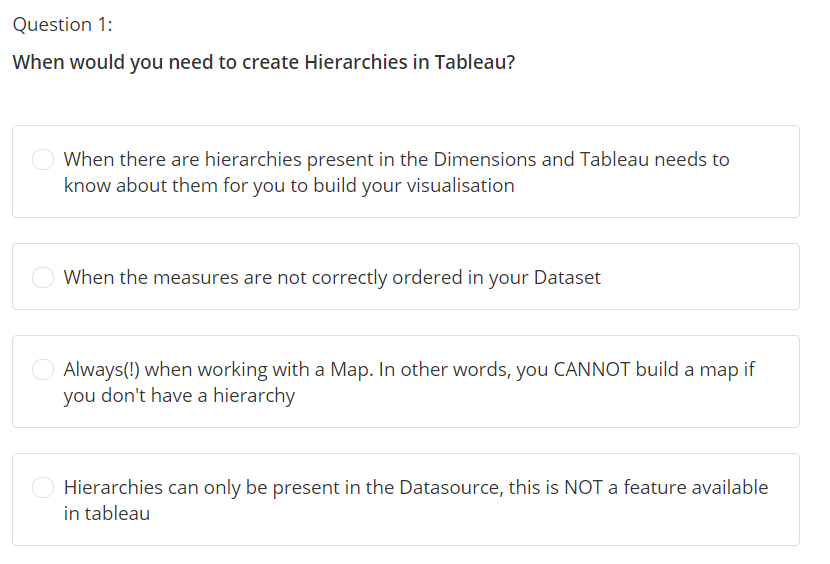 Question 1:
When would you need to create Hierarchies in Tableau?
When there are hierarchies present in the Dimensions and Tableau needs to
know about them for you to build your visualisation
When the measures are not correctly ordered in your Dataset
Always(!) when working with a Map. In other words, you CANNOT build a map if
you don't have a hierarchy
Hierarchies can only be present in the Datasource, this is NOT a feature available
in tableau